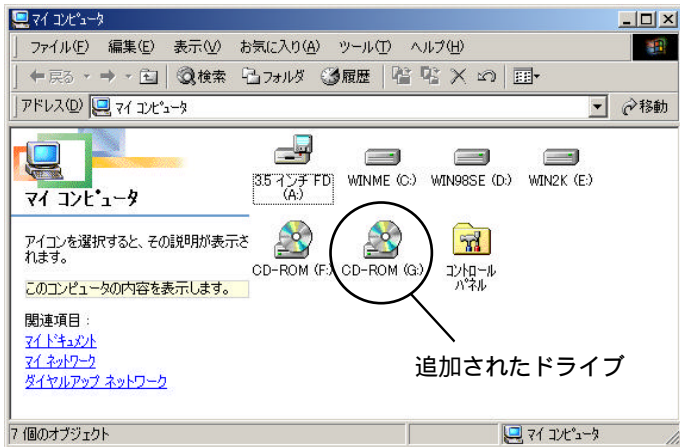 マイ コンピュータ
ファイル(F) 編集(E) 表示(V) お気に入り(A) ツール(T) ヘルプ(H)
戻る 検索 フォルダ 履歴
アドレス(D) マイ コンピュータ 移動
マイ コンピュータ
アイコンを選択すると、その説明が表示さ
れます。
このコンピュータの内容を表示します。
関連項目:
マイ ドキュメント
マイ ネットワーク
ダイヤルアップ ネットワーク
3.5 インチ FD
(A:)
WINME (C:)
WIN98SE (D:)
WIN2K (E:)
CD-ROM (F:)
CD-ROM (G:)
コントロール
パネル
追加されたドライブ
7 個のオブジェクト
マイ コンピュータ